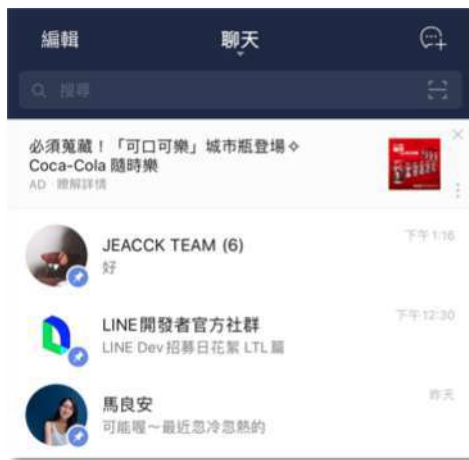 編輯
聊天
搜尋
必須蒐藏！「可口可樂」城市瓶登場✧
Coca-Cola 隨時樂
AD 瞭解詳情
JEACCK TEAM (6)
下午 1:16
好
LINE開發者官方社群
下午 12:30
LINE Dev招募日花絮 LTL篇
馬良安
昨天
可能喔～最近忽冷忽熱的